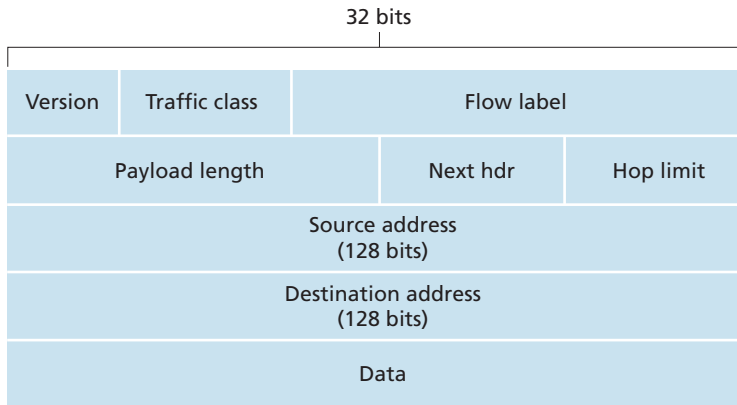 32 bits
Version Traffic class Flow label
Payload length Next hdr Hop limit
Source address
(128 bits)
Destination address
(128 bits)
Data